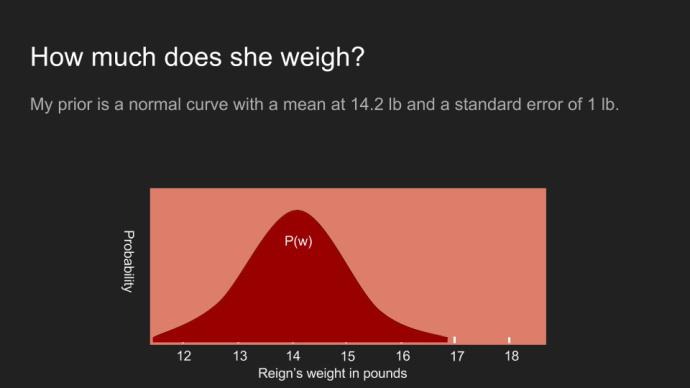 How much does she weigh?
My prior is a normal curve with a mean at 14.2 lb and a standard error of 1 lb.
P(w)
Probability
12 13 14 15 16 17 18
Reign's weight in pounds